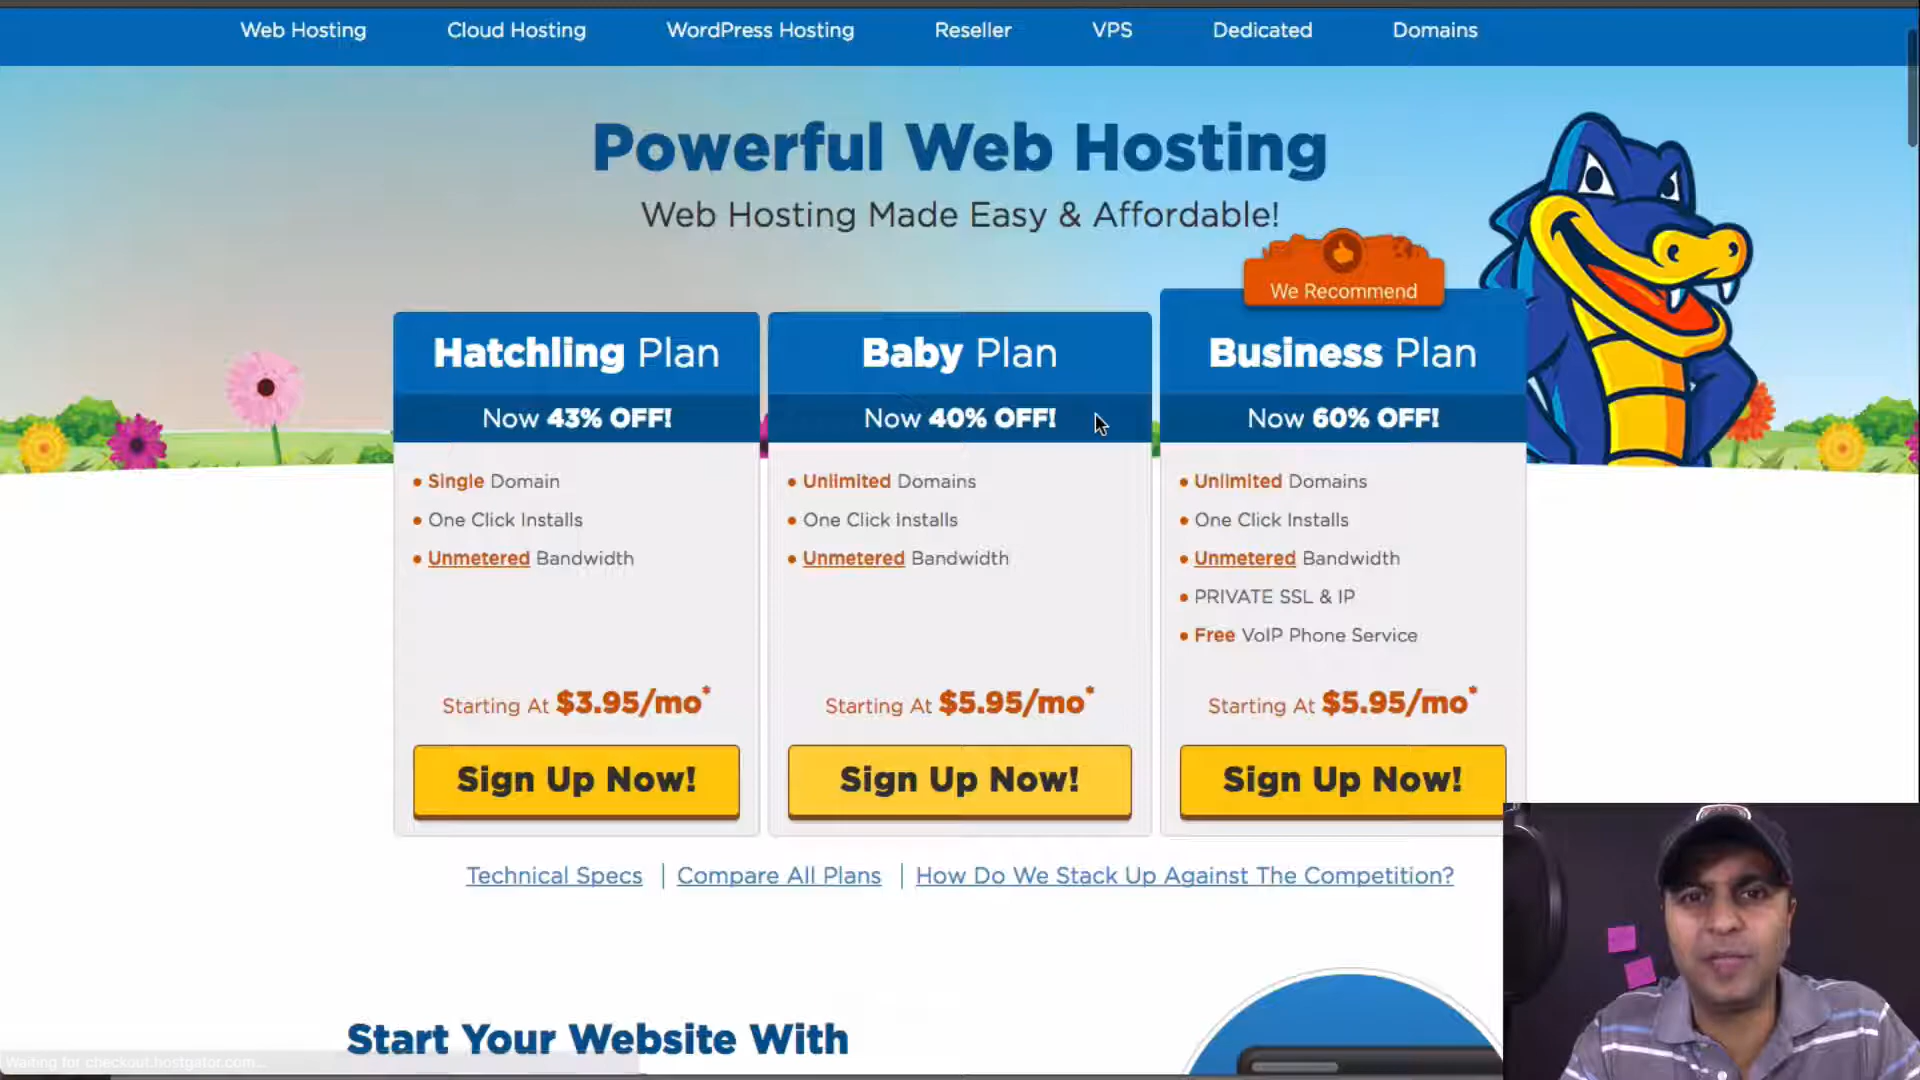 Web Hosting
Cloud Hosting
WordPress Hosting
Reseller
VPS
Dedicated
Domains
Powerful Web Hosting
Web Hosting Made Easy & Affordable!
We Recommend
Hatchling Plan
Now 43% OFF!
Single Domain
One Click Installs
Unmetered Bandwidth
Starting At $3.95/mo*
Sign Up Now!
Baby Plan
Now 40% OFF!
Unlimited Domains
One Click Installs
Unmetered Bandwidth
Starting At $5.95/mo*
Sign Up Now!
Business Plan
Now 60% OFF!
Unlimited Domains
One Click Installs
Unmetered Bandwidth
PRIVATE SSL & IP
Free VoIP Phone Service
Starting At $5.95/mo*
Sign Up Now!
Technical Specs | Compare All Plans | How Do We Stack Up Against The Competition?
Start Your Website With
Waiting for checkout.hostgator.com...